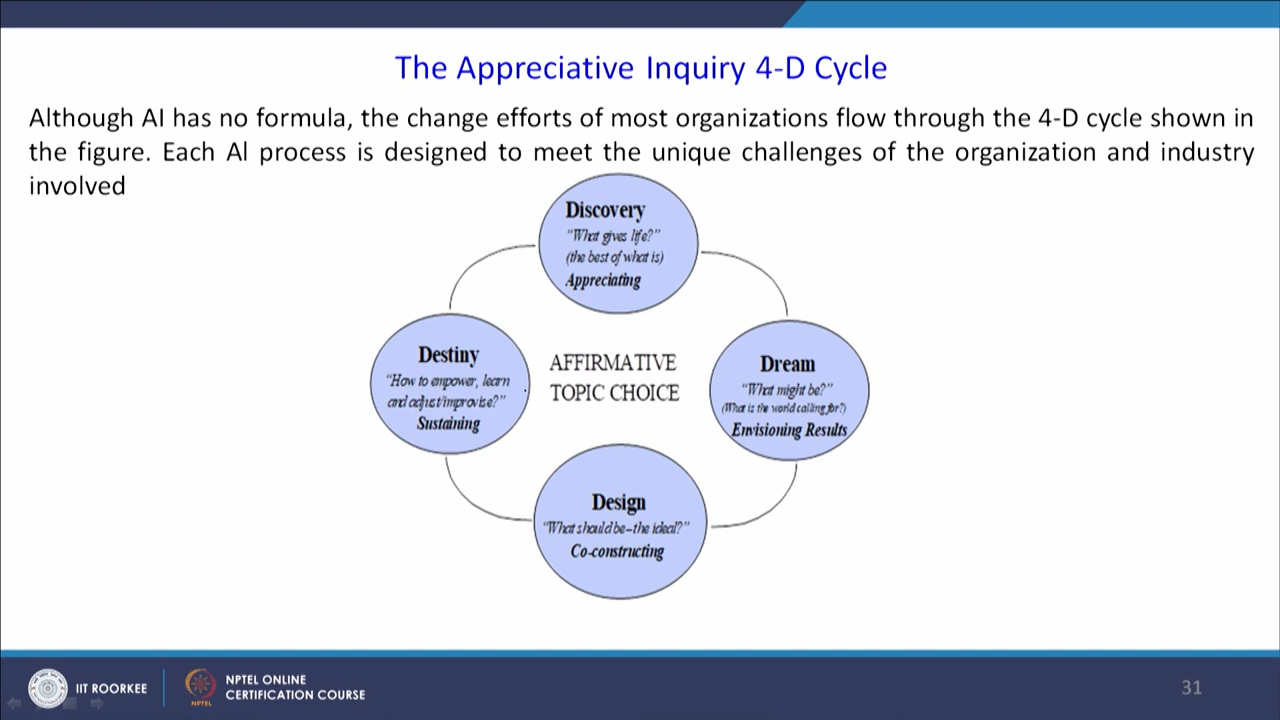 The Appreciative Inquiry 4-D Cycle
Although AI has no formula, the change efforts of most organizations flow through the 4-D cycle shown in
the figure. Each Al process is designed to meet the unique challenges of the organization and industry
involved
Discovery
"What gives life?"
(the best of what is)
Appreciating
Destiny
"How to empower, learn
and adjust/improvise?"
Sustaining
AFFIRMATIVE
TOPIC CHOICE
Dream
"What might be?"
(What is the world calling for?)
Envisioning Results
Design
"What should be--the ideal?"
Co-constructing
IIT ROORKEE
NPTEL
NPTEL ONLINE
CERTIFICATION COURSE
31